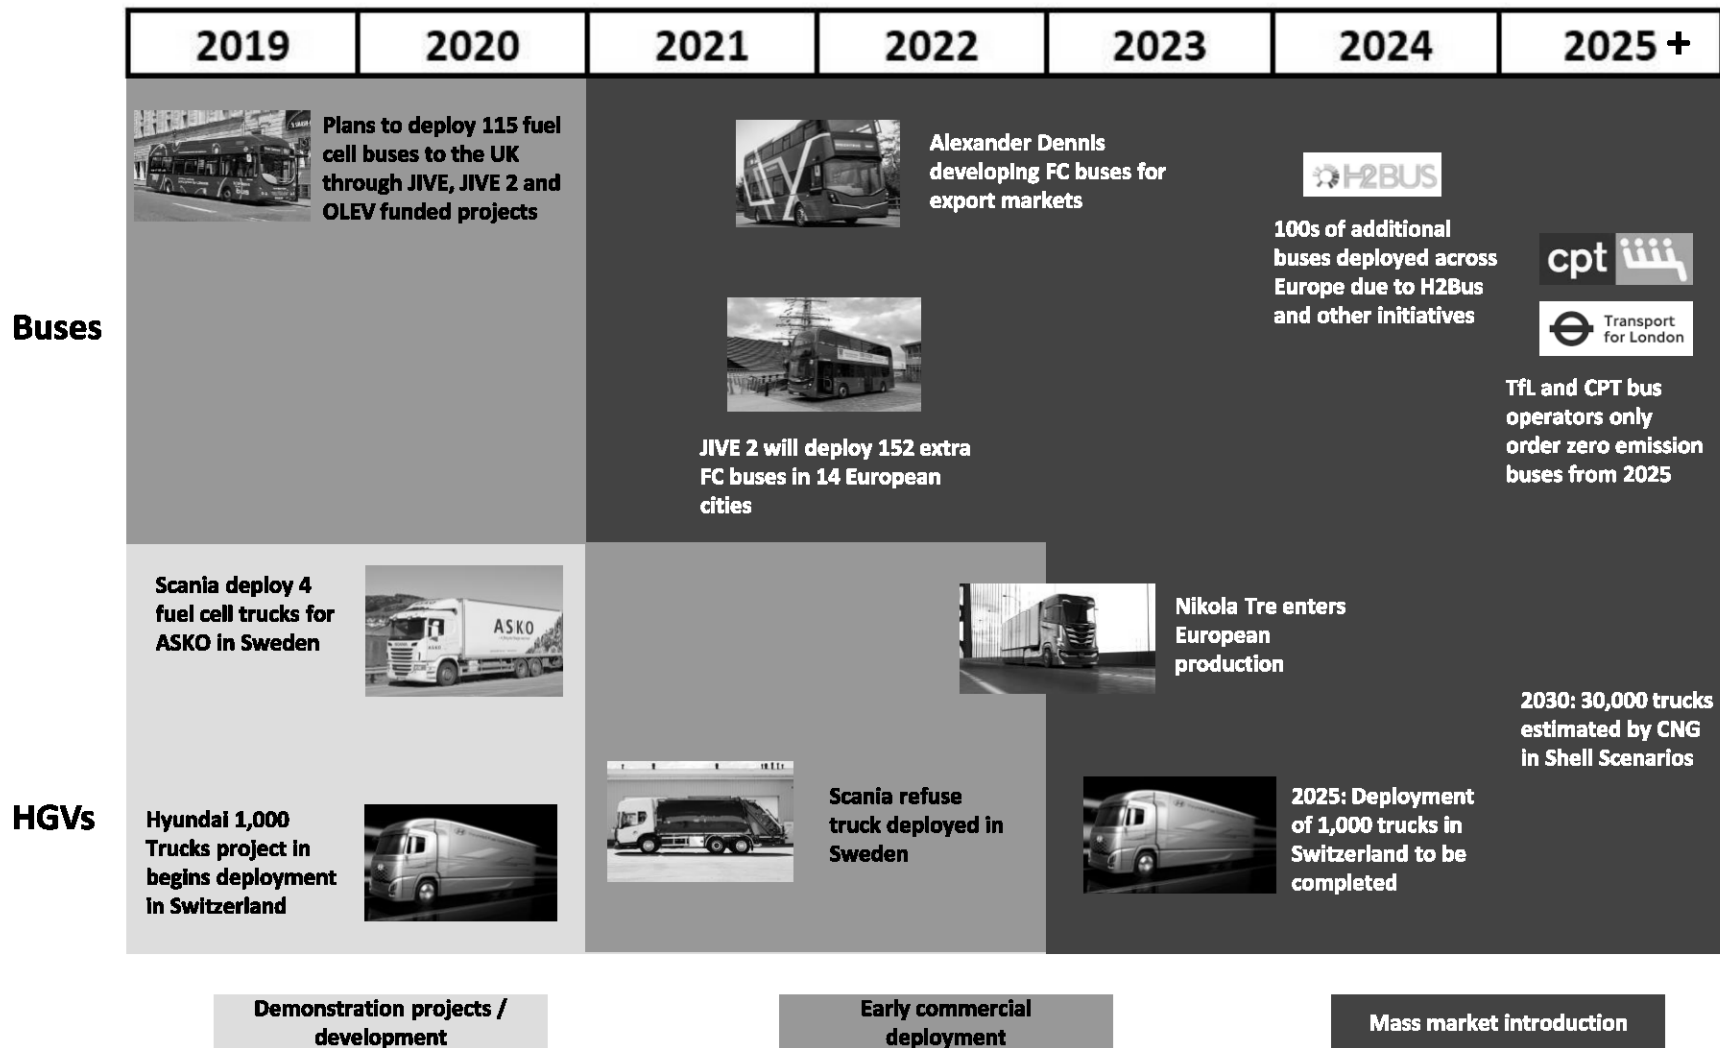 2019 2020 2021 2022 2023 2024 2025 +
Buses
Plans to deploy 115 fuel
cell buses to the UK
through JIVE, JIVE 2 and
OLEV funded projects
Alexander Dennis
developing FC buses for
export markets
JIVE 2 will deploy 152 extra
FC buses in 14 European
cities
H2BUS
100s of additional
buses deployed across
Europe due to H2Bus
and other initiatives
cpt
Transport
for London
TfL and CPT bus
operators only
order zero emission
buses from 2025
HGVs
Scania deploy 4
fuel cell trucks for
ASKO in Sweden
ASKO
Hyundai 1,000
Trucks project in
begins deployment
in Switzerland
Scania refuse
truck deployed in
Sweden
Nikola Tre enters
European
production
2025: Deployment
of 1,000 trucks in
Switzerland to be
completed
2030: 30,000 trucks
estimated by CNG
in Shell Scenarios
Demonstration projects /
development
Early commercial
deployment
Mass market introduction